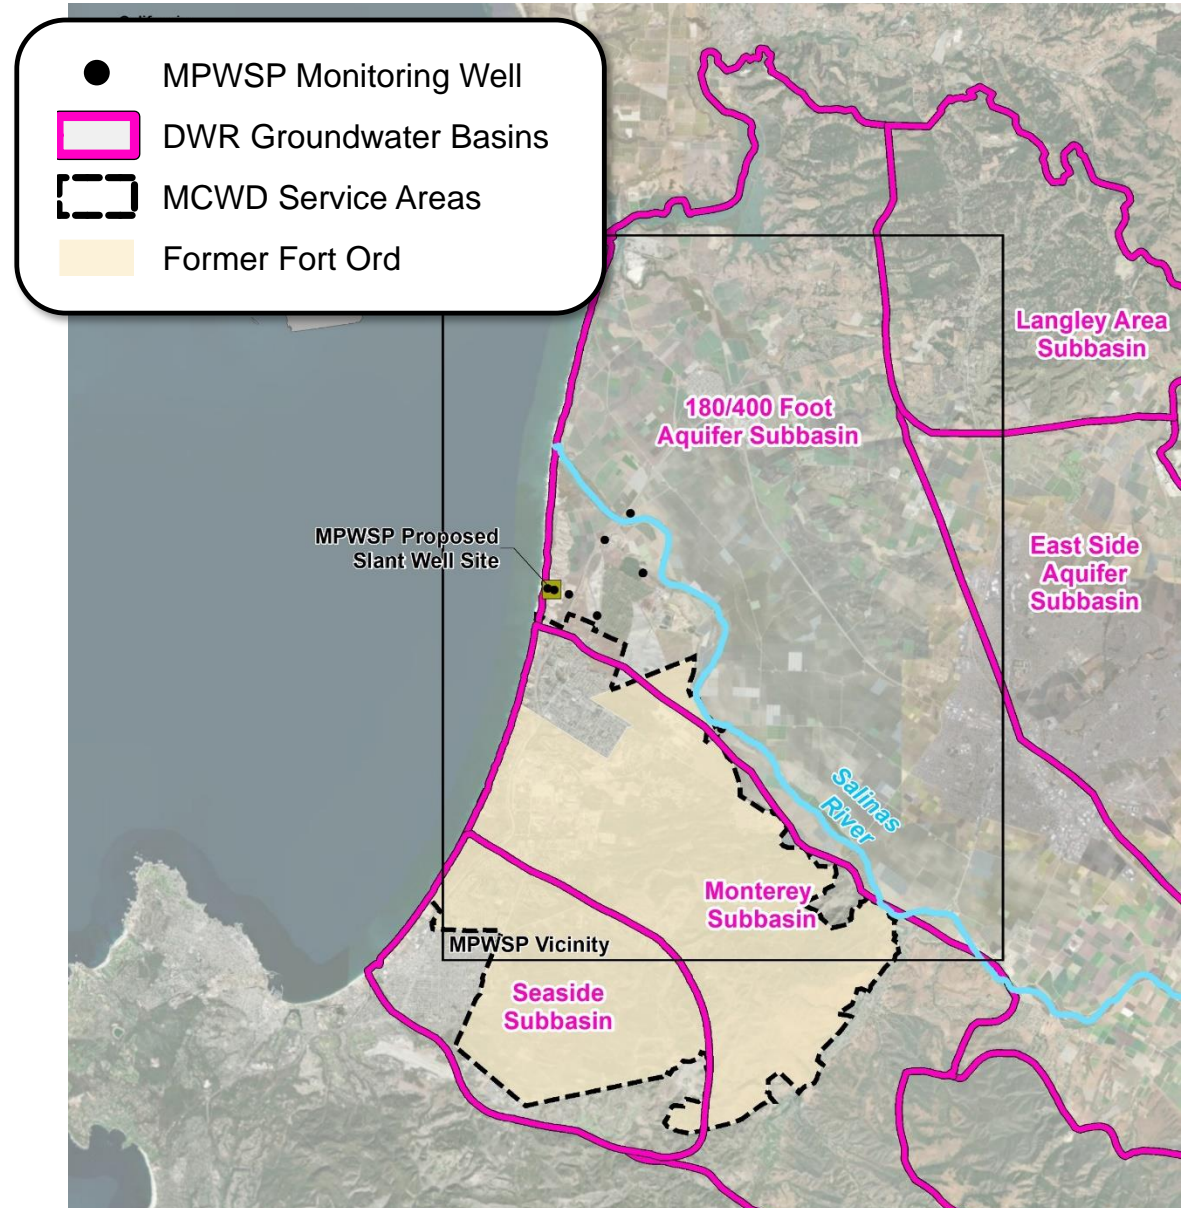 MPWSP Monitoring Well
DWR Groundwater Basins
MCWD Service Areas
Former Fort Ord
Langley Area
Subbasin
180/400 Foot
Aquifer Subbasin
MPWSP Proposed
Slant Well Site
East Side
Aquifer
Subbasin
Salinas
River
Monterey
Subbasin
MPWSP Vicinity
Seaside
Subbasin